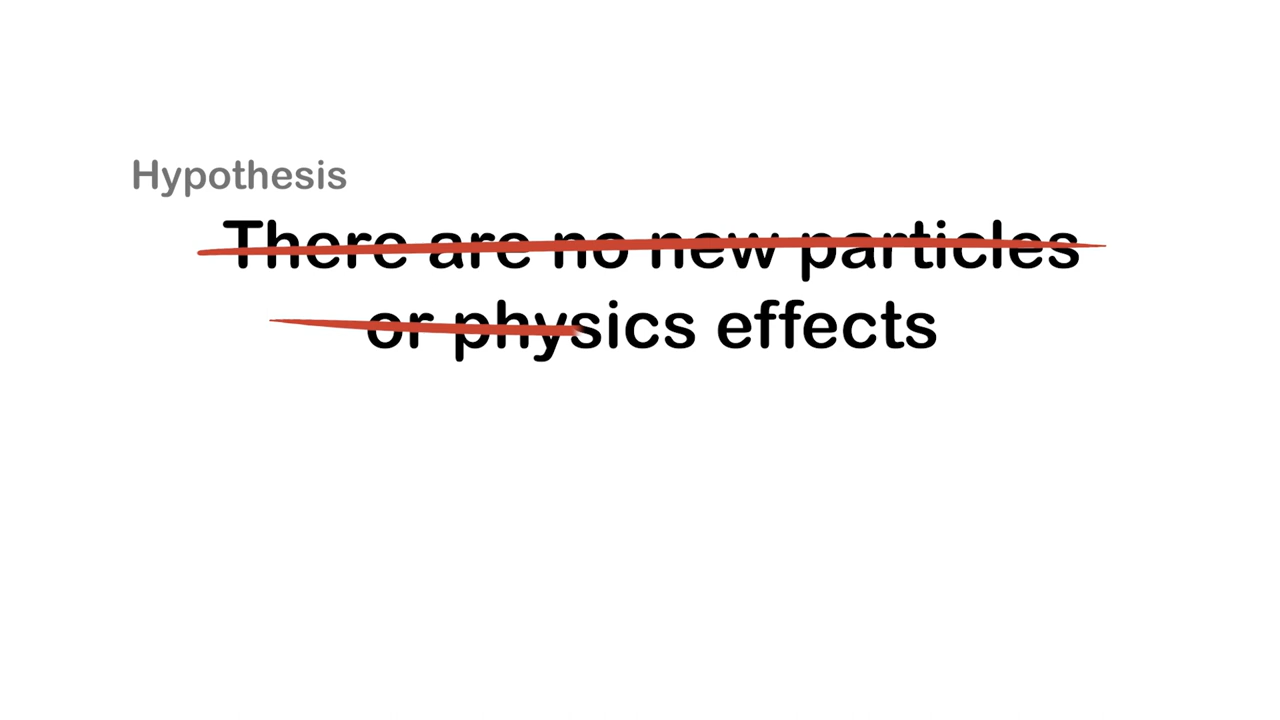 Hypothesis
There are no new particles
or physics effects